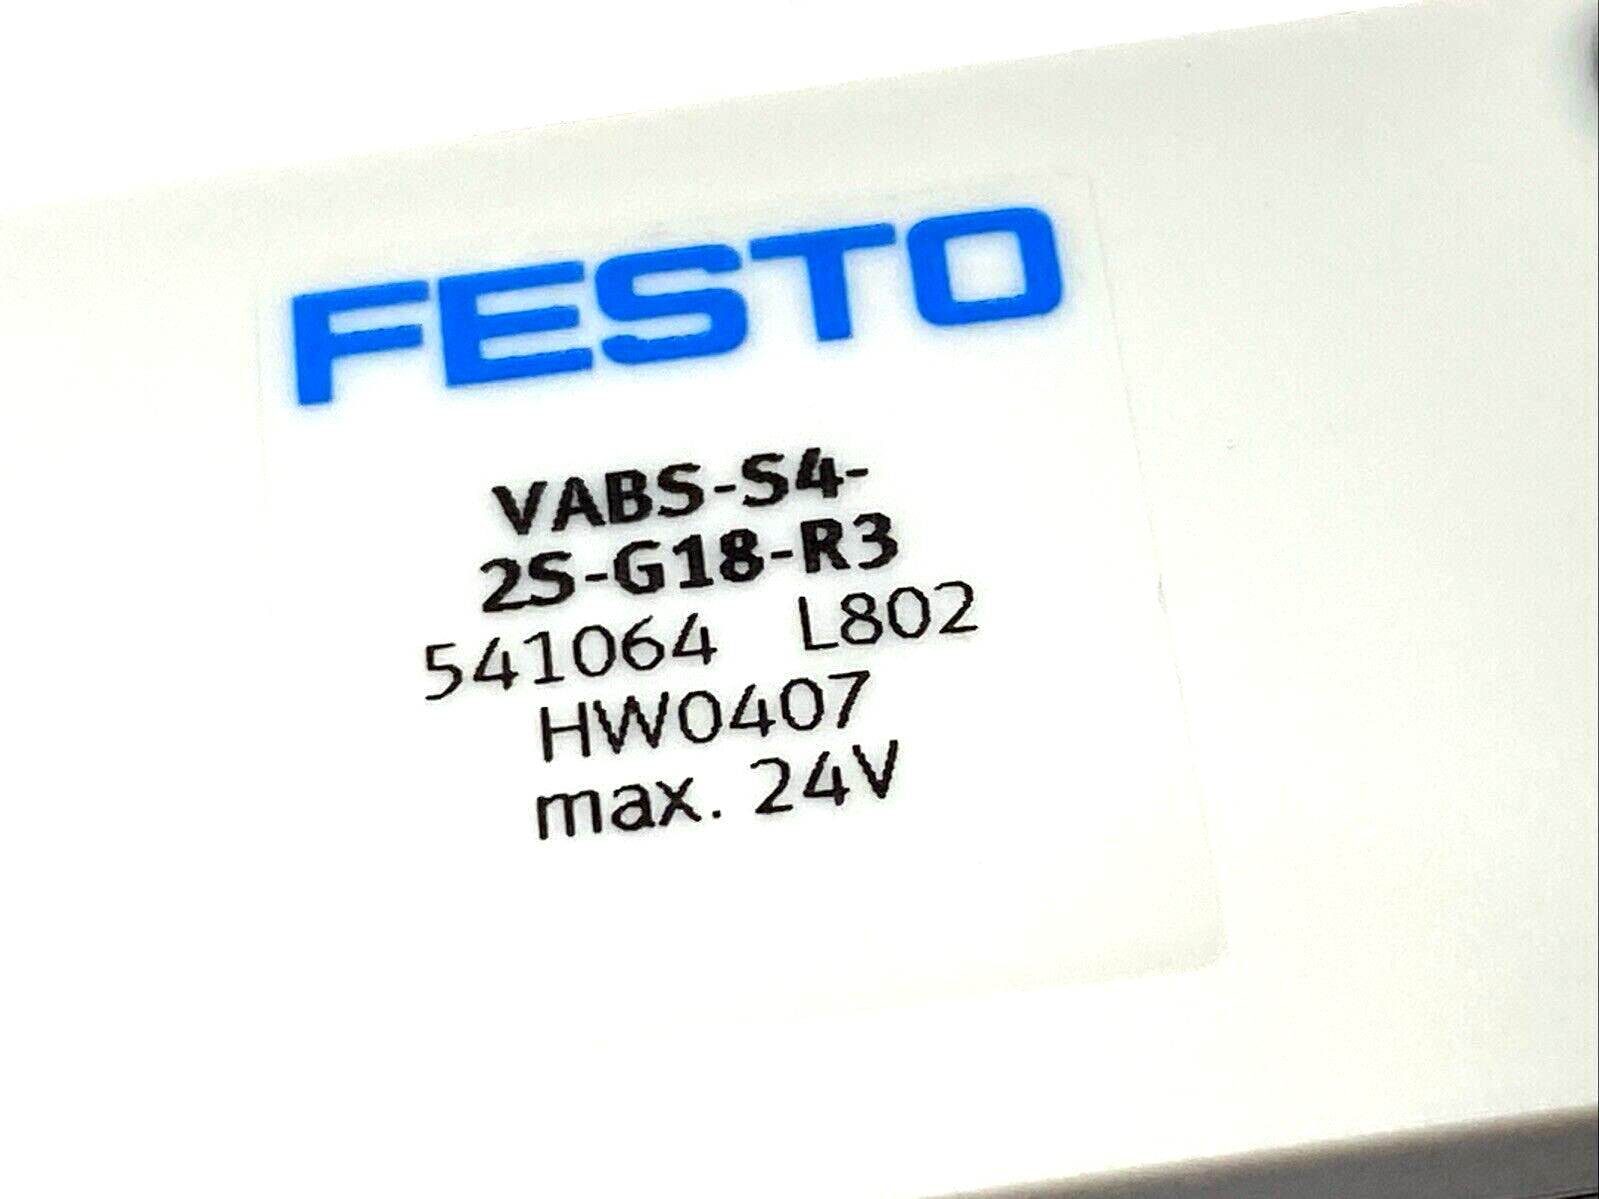 FESTO
VABS-S4-
2S-G18-R3
541064 L802
HW0407
max. 24V